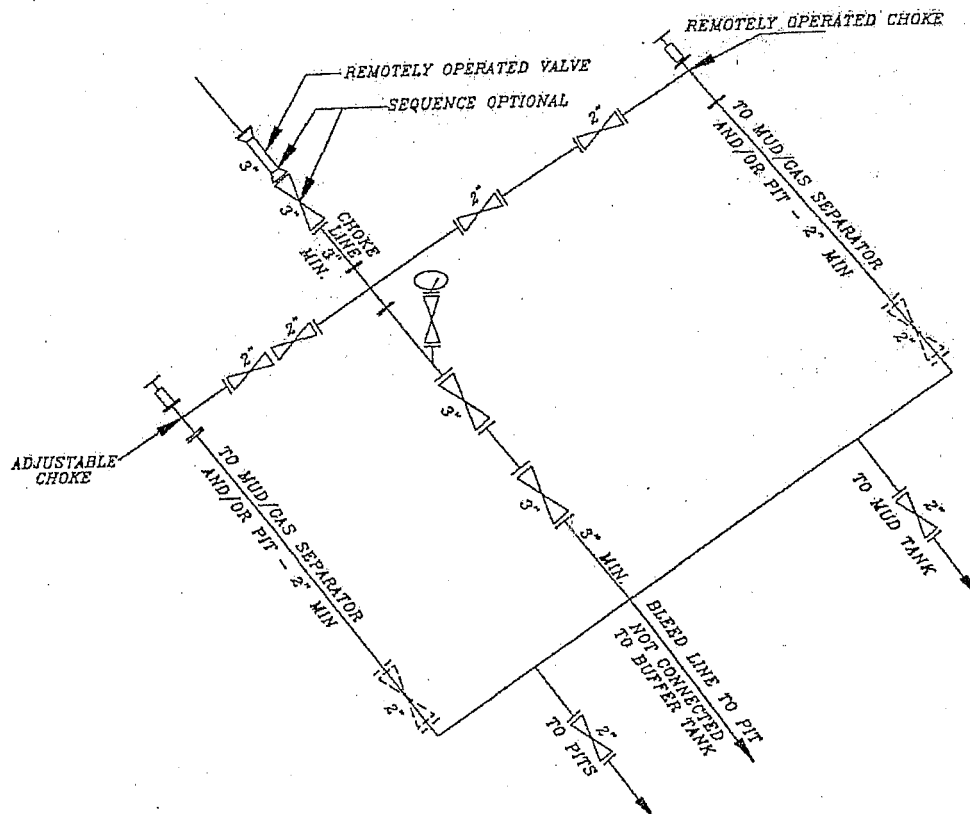 REMOTELY OPERATED CHOKE
REMOTELY OPERATED VALVE
SEQUENCE OPTIONAL
3"
3"
CHOKE
LINE
3"
MIN.
2"
2"
TO MUD/GAS SEPARATOR
AND/OR PIT - 2" MIN
2"
2"
2"
3"
3"
3" MIN.
ADJUSTABLE
CHOKE
TO MUD/GAS SEPARATOR
AND/OR PIT - 2" MIN
2"
2"
TO MUD TANK
BLEED LINE TO PIT
NOT CONNECTED
TO BUFFER TANK
2"
TO PITS